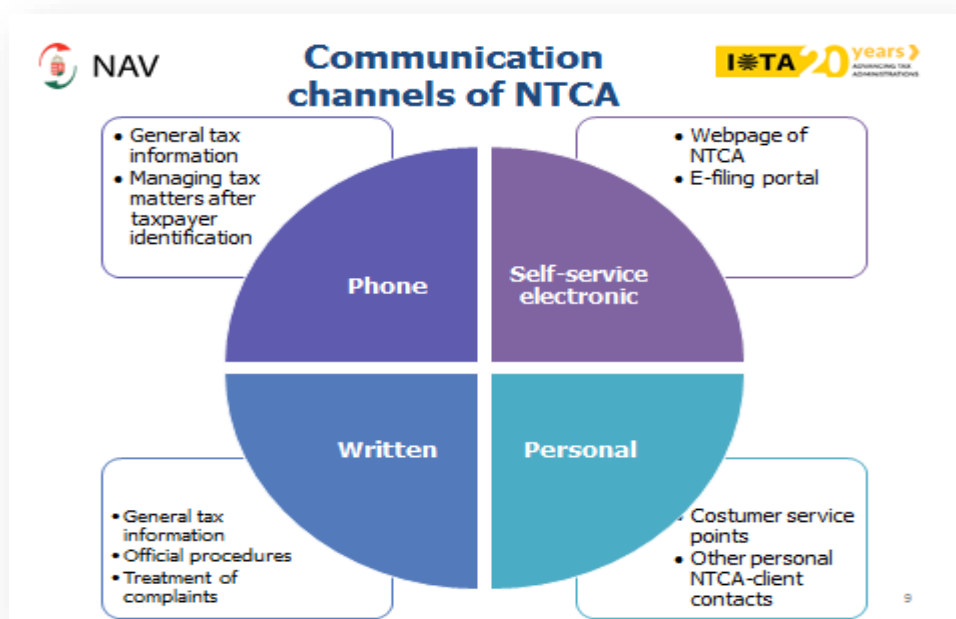 NAV
Communication
channels of NTCA
IOTA 20 years
ADVANCING TAX
ADMINISTRATIONS
• General tax
information
• Managing tax
matters after
taxpayer
identification
• Webpage of
NTCA
• E-filing portal
Phone
Self-service
electronic
Written
Personal
• General tax
information
• Official procedures
• Treatment of
complaints
• Costumer service
points
• Other personal
NTCA-client
contacts
9